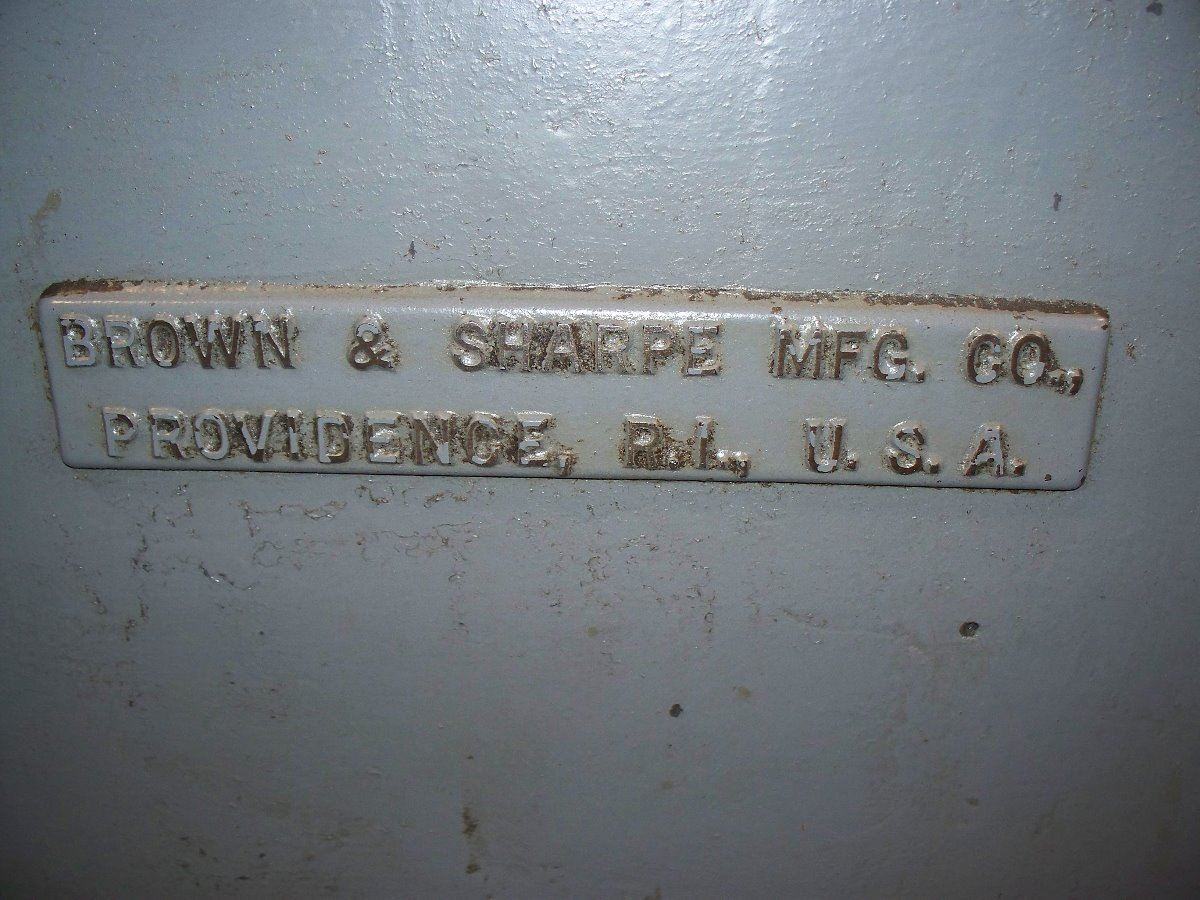 BROWN & SHARPE MFG. CO.,
PROVIDENCE, R.I., U.S.A.